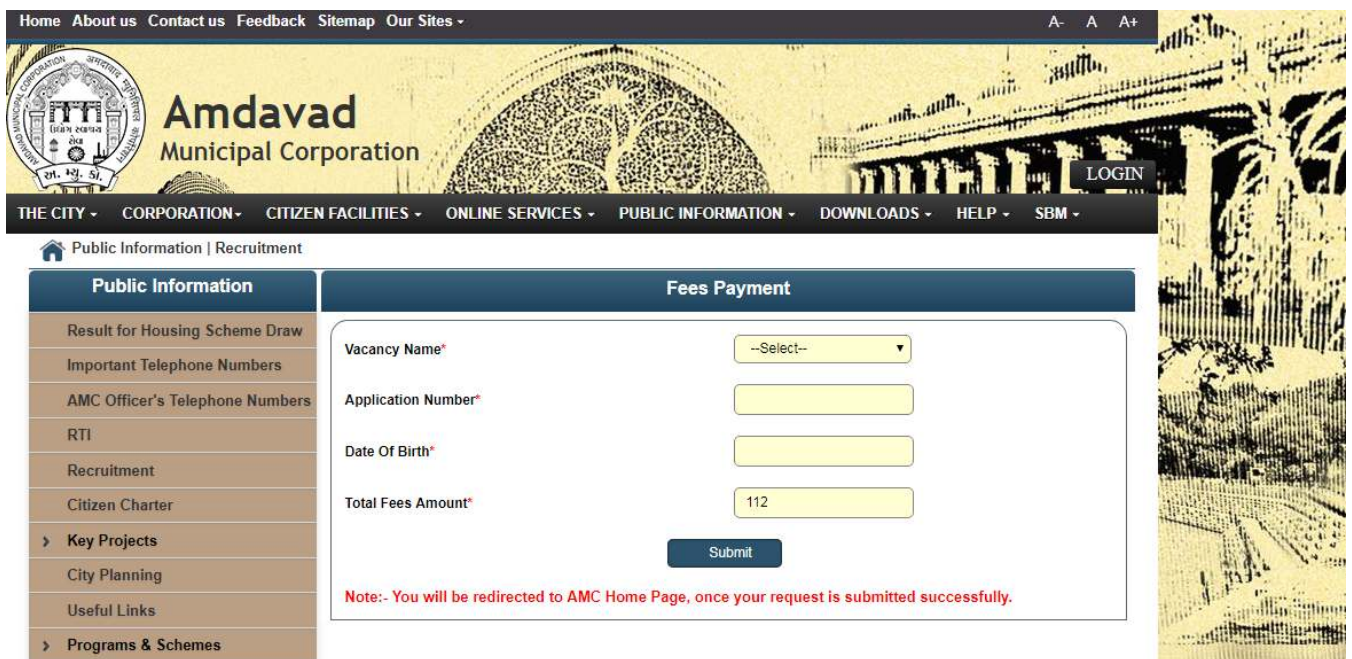 Home About us Contact us Feedback Sitemap Our Sites
A- A A+
AMDAVAD MUNICIPAL CORPORATION
સેવા
અ. મ્યુ. કો.
Amdavad
Municipal Corporation
LOGIN
THE CITY CORPORATION CITIZEN FACILITIES ONLINE SERVICES PUBLIC INFORMATION DOWNLOADS HELP SBM
Public Information | Recruitment
Public Information
Result for Housing Scheme Draw
Important Telephone Numbers
AMC Officer's Telephone Numbers
RTI
Recruitment
Citizen Charter
Key Projects
City Planning
Useful Links
Programs & Schemes
Fees Payment
Vacancy Name*
--Select--
Application Number*
Date Of Birth*
Total Fees Amount*
112
Submit
Note:- You will be redirected to AMC Home Page, once your request is submitted successfully.